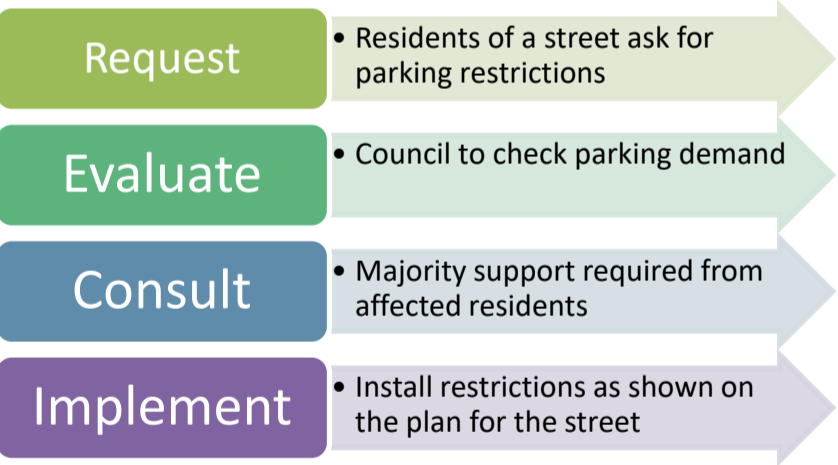 Request
• Residents of a street ask for
parking restrictions
Evaluate
• Council to check parking demand
Consult
• Majority support required from
affected residents
Implement
• Install restrictions as shown on
the plan for the street